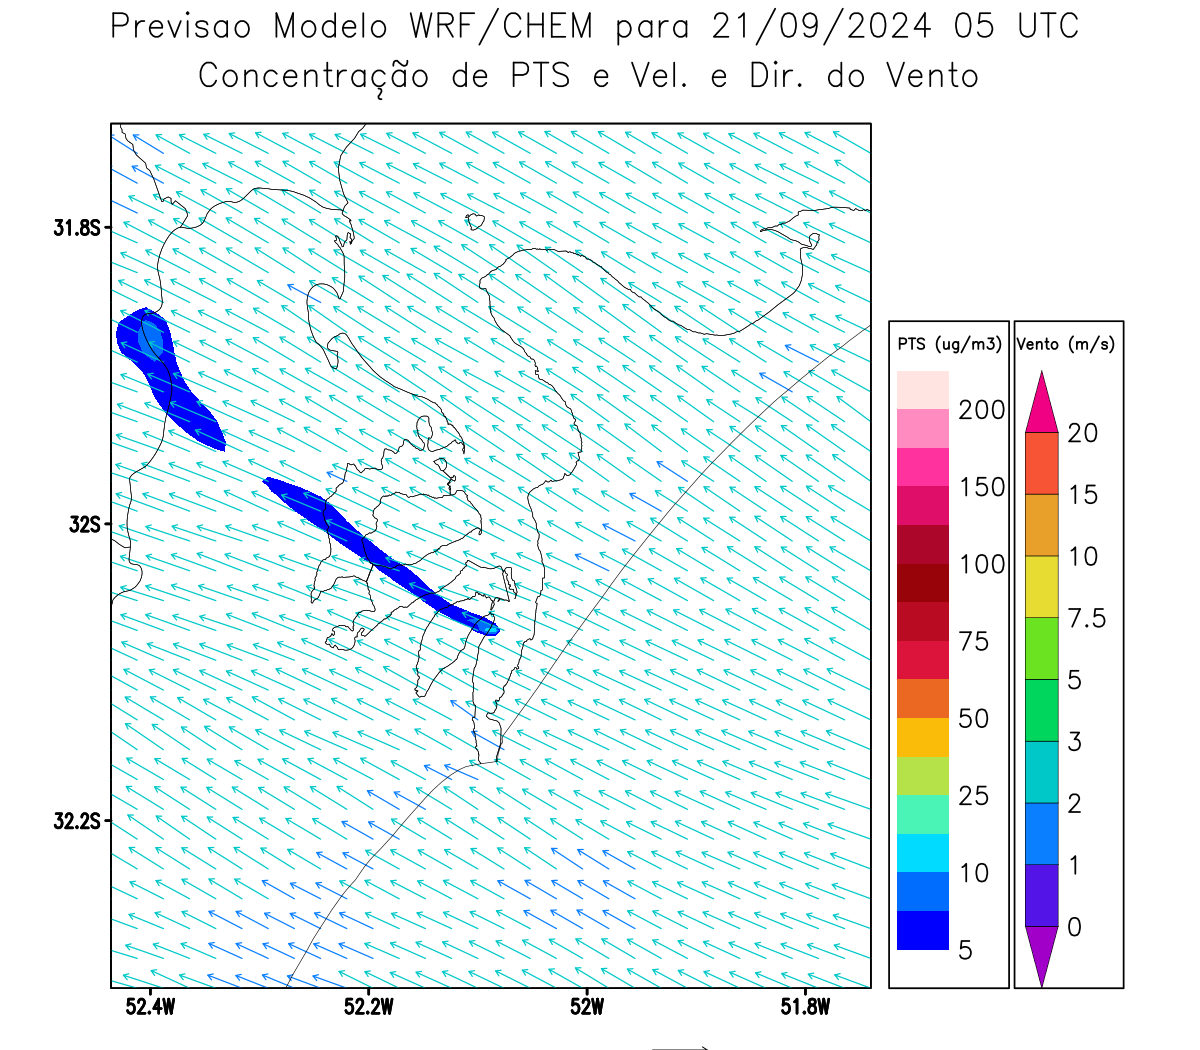 Previsao Modelo WRF/CHEM para 21/09/2024 05 UTC
Concentração de PTS e Vel. e Dir. do Vento
31.8S
32S
32.2S
52.4W 52.2W 52W 51.8W
PTS (ug/m3)
200
150
100
75
50
25
10
5
Vento (m/s)
20
15
10
7.5
5
3
2
1
0